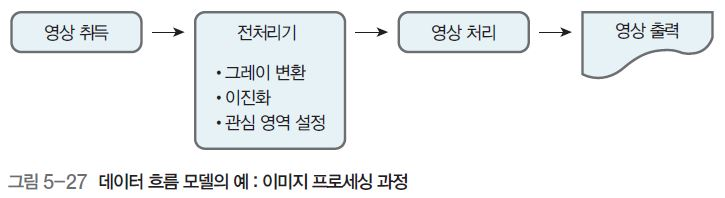 영상 취득
전처리기
• 그레이 변환
• 이진화
• 관심 영역 설정
영상 처리
영상 출력
그림 5-27 데이터 흐름 모델의 예 : 이미지 프로세싱 과정